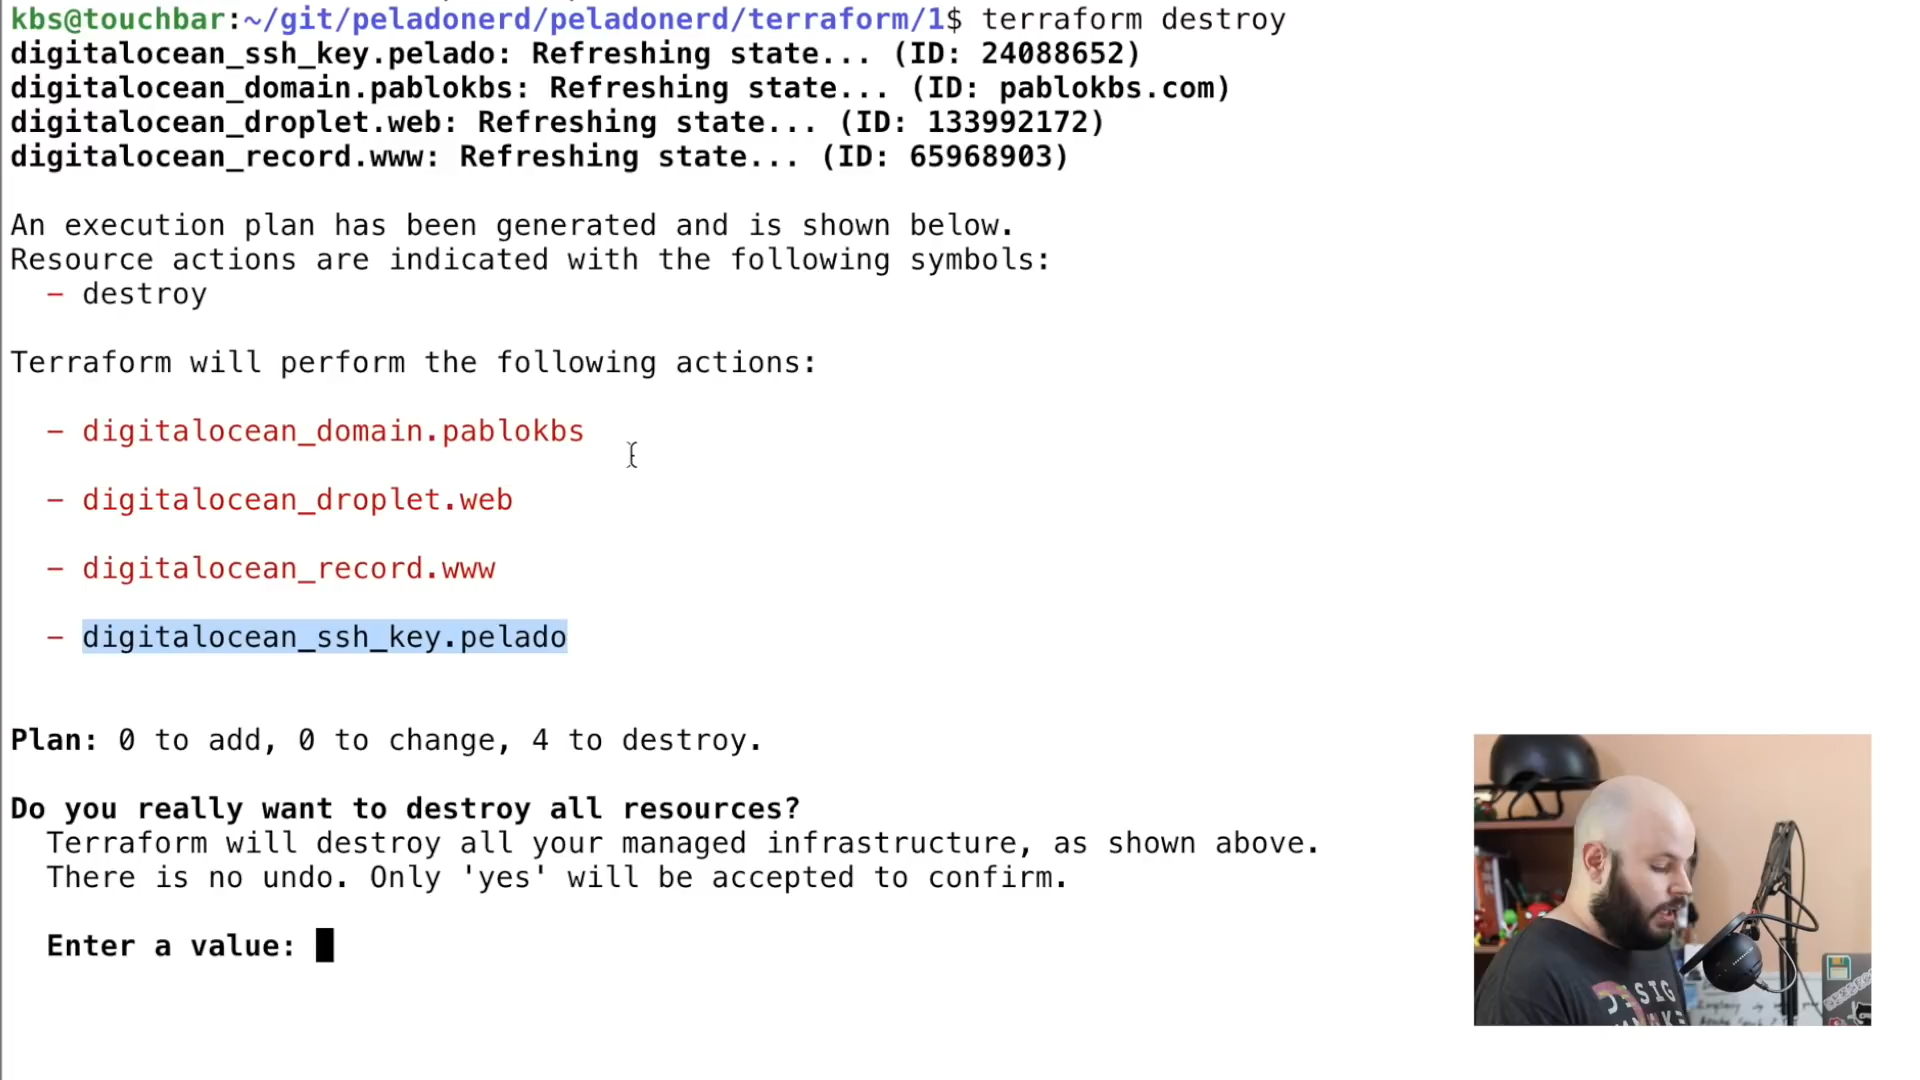 kbs@touchbar:~/git/peladonerd/peladonerd/terraform/1$ terraform destroy
digitalocean_ssh_key.pelado: Refreshing state... (ID: 24088652)
digitalocean_domain.pablokbs: Refreshing state... (ID: pablokbs.com)
digitalocean_droplet.web: Refreshing state... (ID: 133992172)
digitalocean_record.www: Refreshing state... (ID: 65968903)
An execution plan has been generated and is shown below.
Resource actions are indicated with the following symbols:
- destroy
Terraform will perform the following actions:
- digitalocean_domain.pablokbs
- digitalocean_droplet.web
- digitalocean_record.www
- digitalocean_ssh_key.pelado
Plan: 0 to add, 0 to change, 4 to destroy.
Do you really want to destroy all resources?
Terraform will destroy all your managed infrastructure, as shown above.
There is no undo. Only 'yes' will be accepted to confirm.
Enter a value: